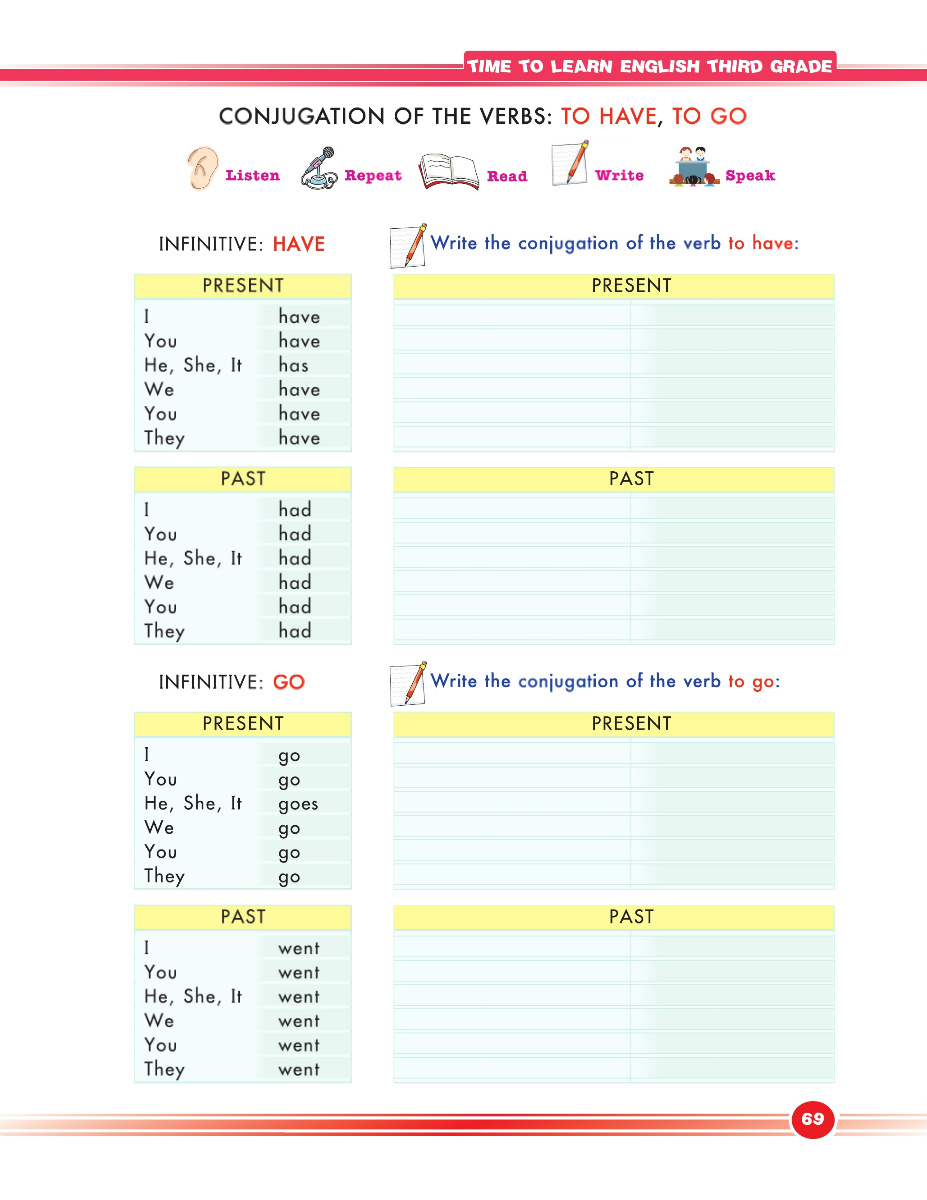 TIME TO LEARN ENGLISH THIRD GRADE
CONJUGATION OF THE VERBS: TO HAVE, TO GO
Listen Repeat Read Write Speak
INFINITIVE: HAVE
PRESENT
I have
You have
He, She, It has
We have
You have
They have
PAST
I had
You had
He, She, It had
We had
You had
They had
Write the conjugation of the verb to have:
PRESENT
PAST
INFINITIVE: GO
PRESENT
I go
You go
He, She, It goes
We go
You go
They go
PAST
I went
You went
He, She, It went
We went
You went
They went
Write the conjugation of the verb to go:
PRESENT
PAST
69